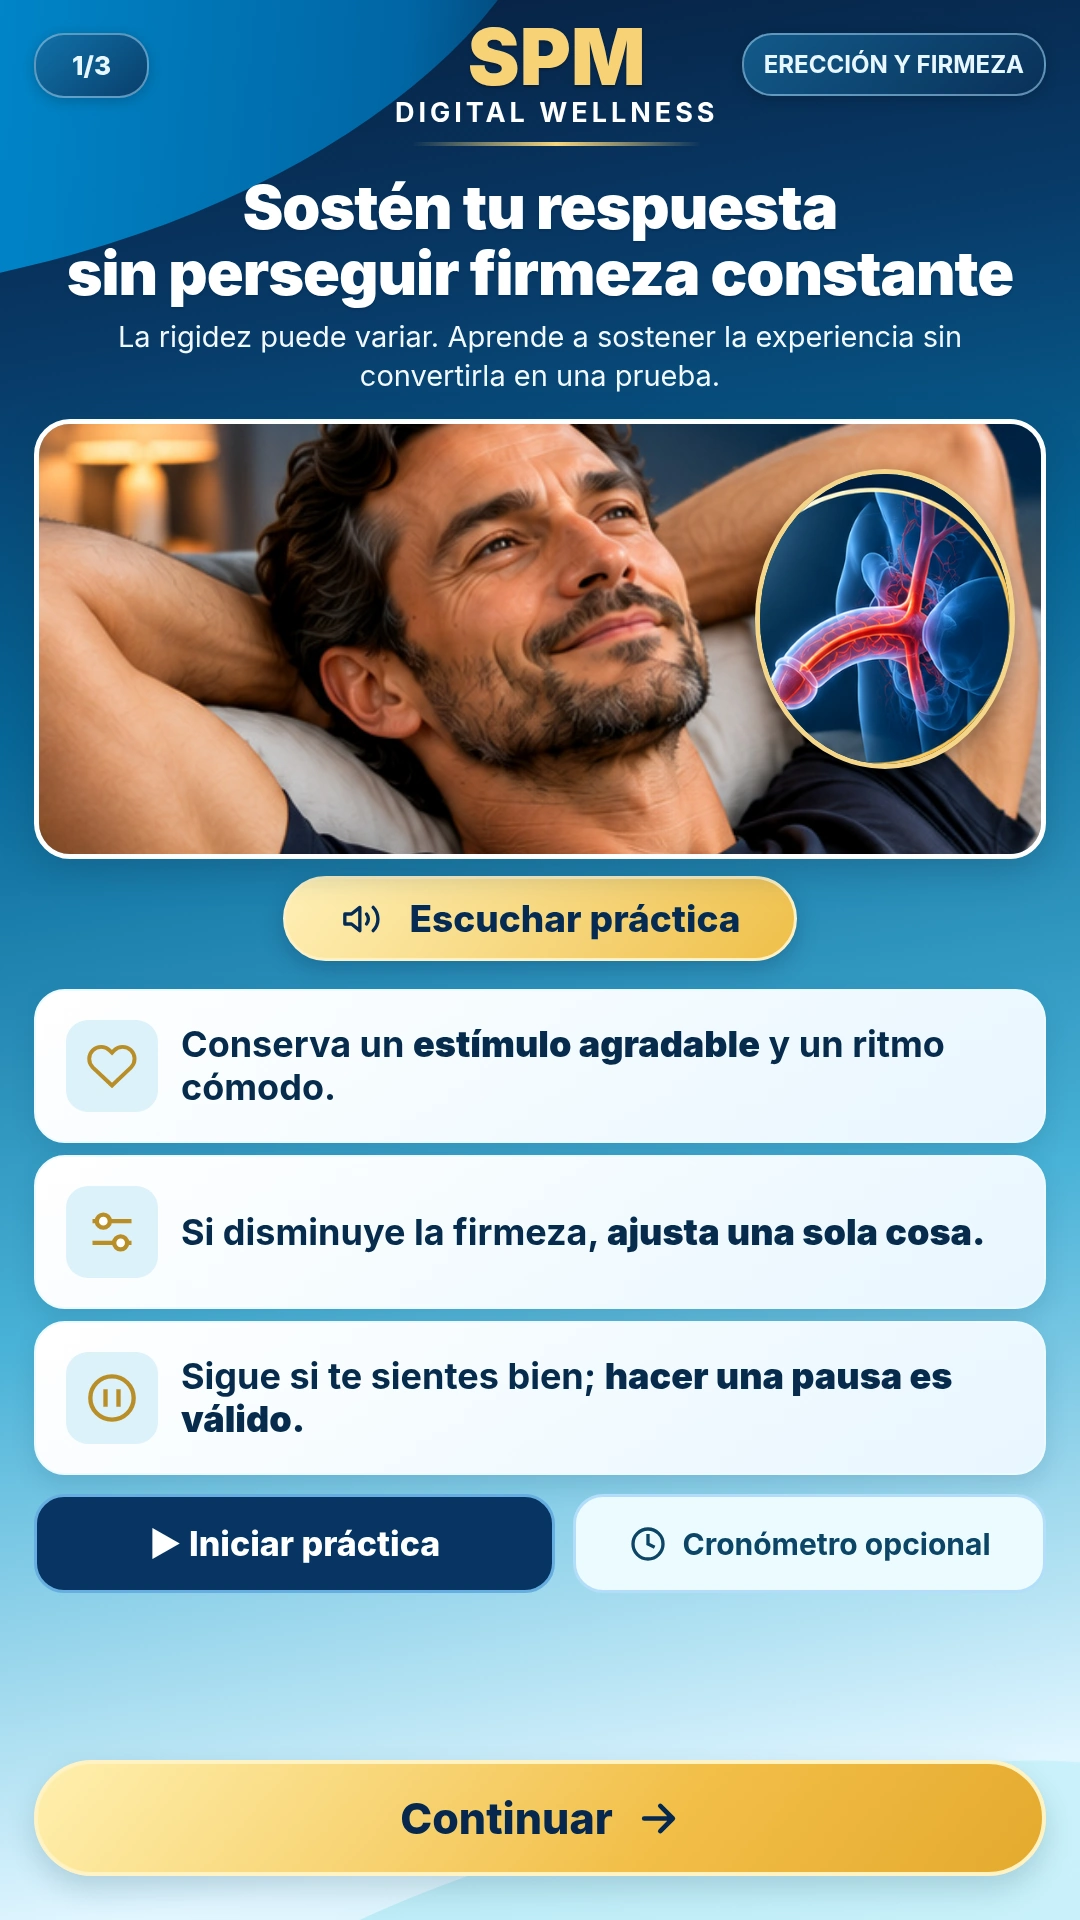 1/3
SPM
DIGITAL WELLNESS
ERECCIÓN Y FIRMEZA
Sostén tu respuesta
sin perseguir firmeza constante
La rigidez puede variar. Aprende a sostener la experiencia sin
convertirla en una prueba.
Escuchar práctica
Conserva un estímulo agradable y un ritmo
cómodo.
Si disminuye la firmeza, ajusta una sola cosa.
Sigue si te sientes bien; hacer una pausa es
válido.
Iniciar práctica
Cronómetro opcional
Continuar